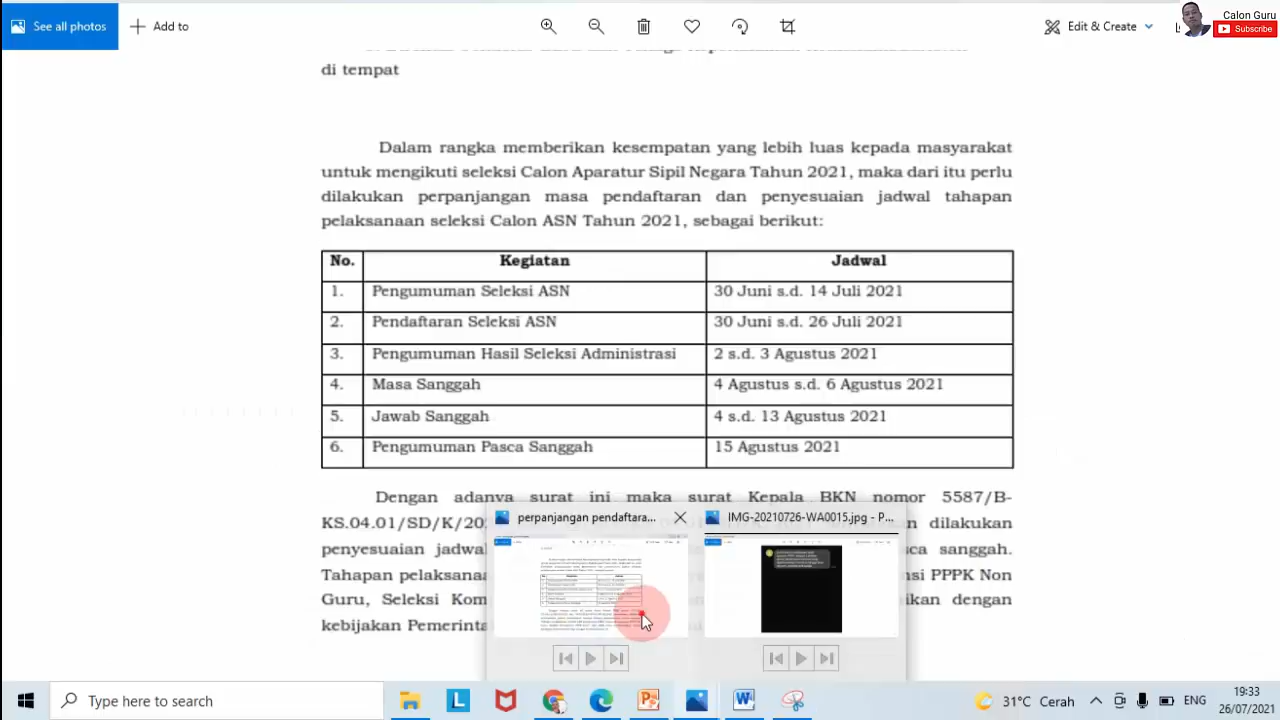 See all photos
Add to
Edit & Create
Calon Guru
Subscribe
di tempat
Dalam rangka memberikan kesempatan yang lebih luas kepada masyarakat
untuk mengikuti seleksi Calon Aparatur Sipil Negara Tahun 2021, maka dari itu perlu
dilakukan perpanjangan masa pendaftaran dan penyesuaian jadwal tahapan
pelaksanaan seleksi Calon ASN Tahun 2021, sebagai berikut:
No. Kegiatan Jadwal
1. Pengumuman Seleksi ASN 30 Juni s.d. 14 Juli 2021
2. Pendaftaran Seleksi ASN 30 Juni s.d. 26 Juli 2021
3. Pengumuman Hasil Seleksi Administrasi 2 s.d. 3 Agustus 2021
4. Masa Sanggah 4 Agustus s.d. 6 Agustus 2021
5. Jawab Sanggah 4 s.d. 13 Agustus 2021
6. Pengumuman Pasca Sanggah 15 Agustus 2021
Dengan adanya surat ini maka surat Kepala BKN nomor 5587/B-
KS.04.01/SD/K/20 dilakukan
penyesuaian jadwal sanggah.
Tahapan PPPK Non
Guru, Seleksi dengan
kebijakan
perpanjangan pendaftara...
IMG-20210726-WA0015.jpg - P...
Type here to search
31°C Cerah
ENG
19:33
26/07/2021